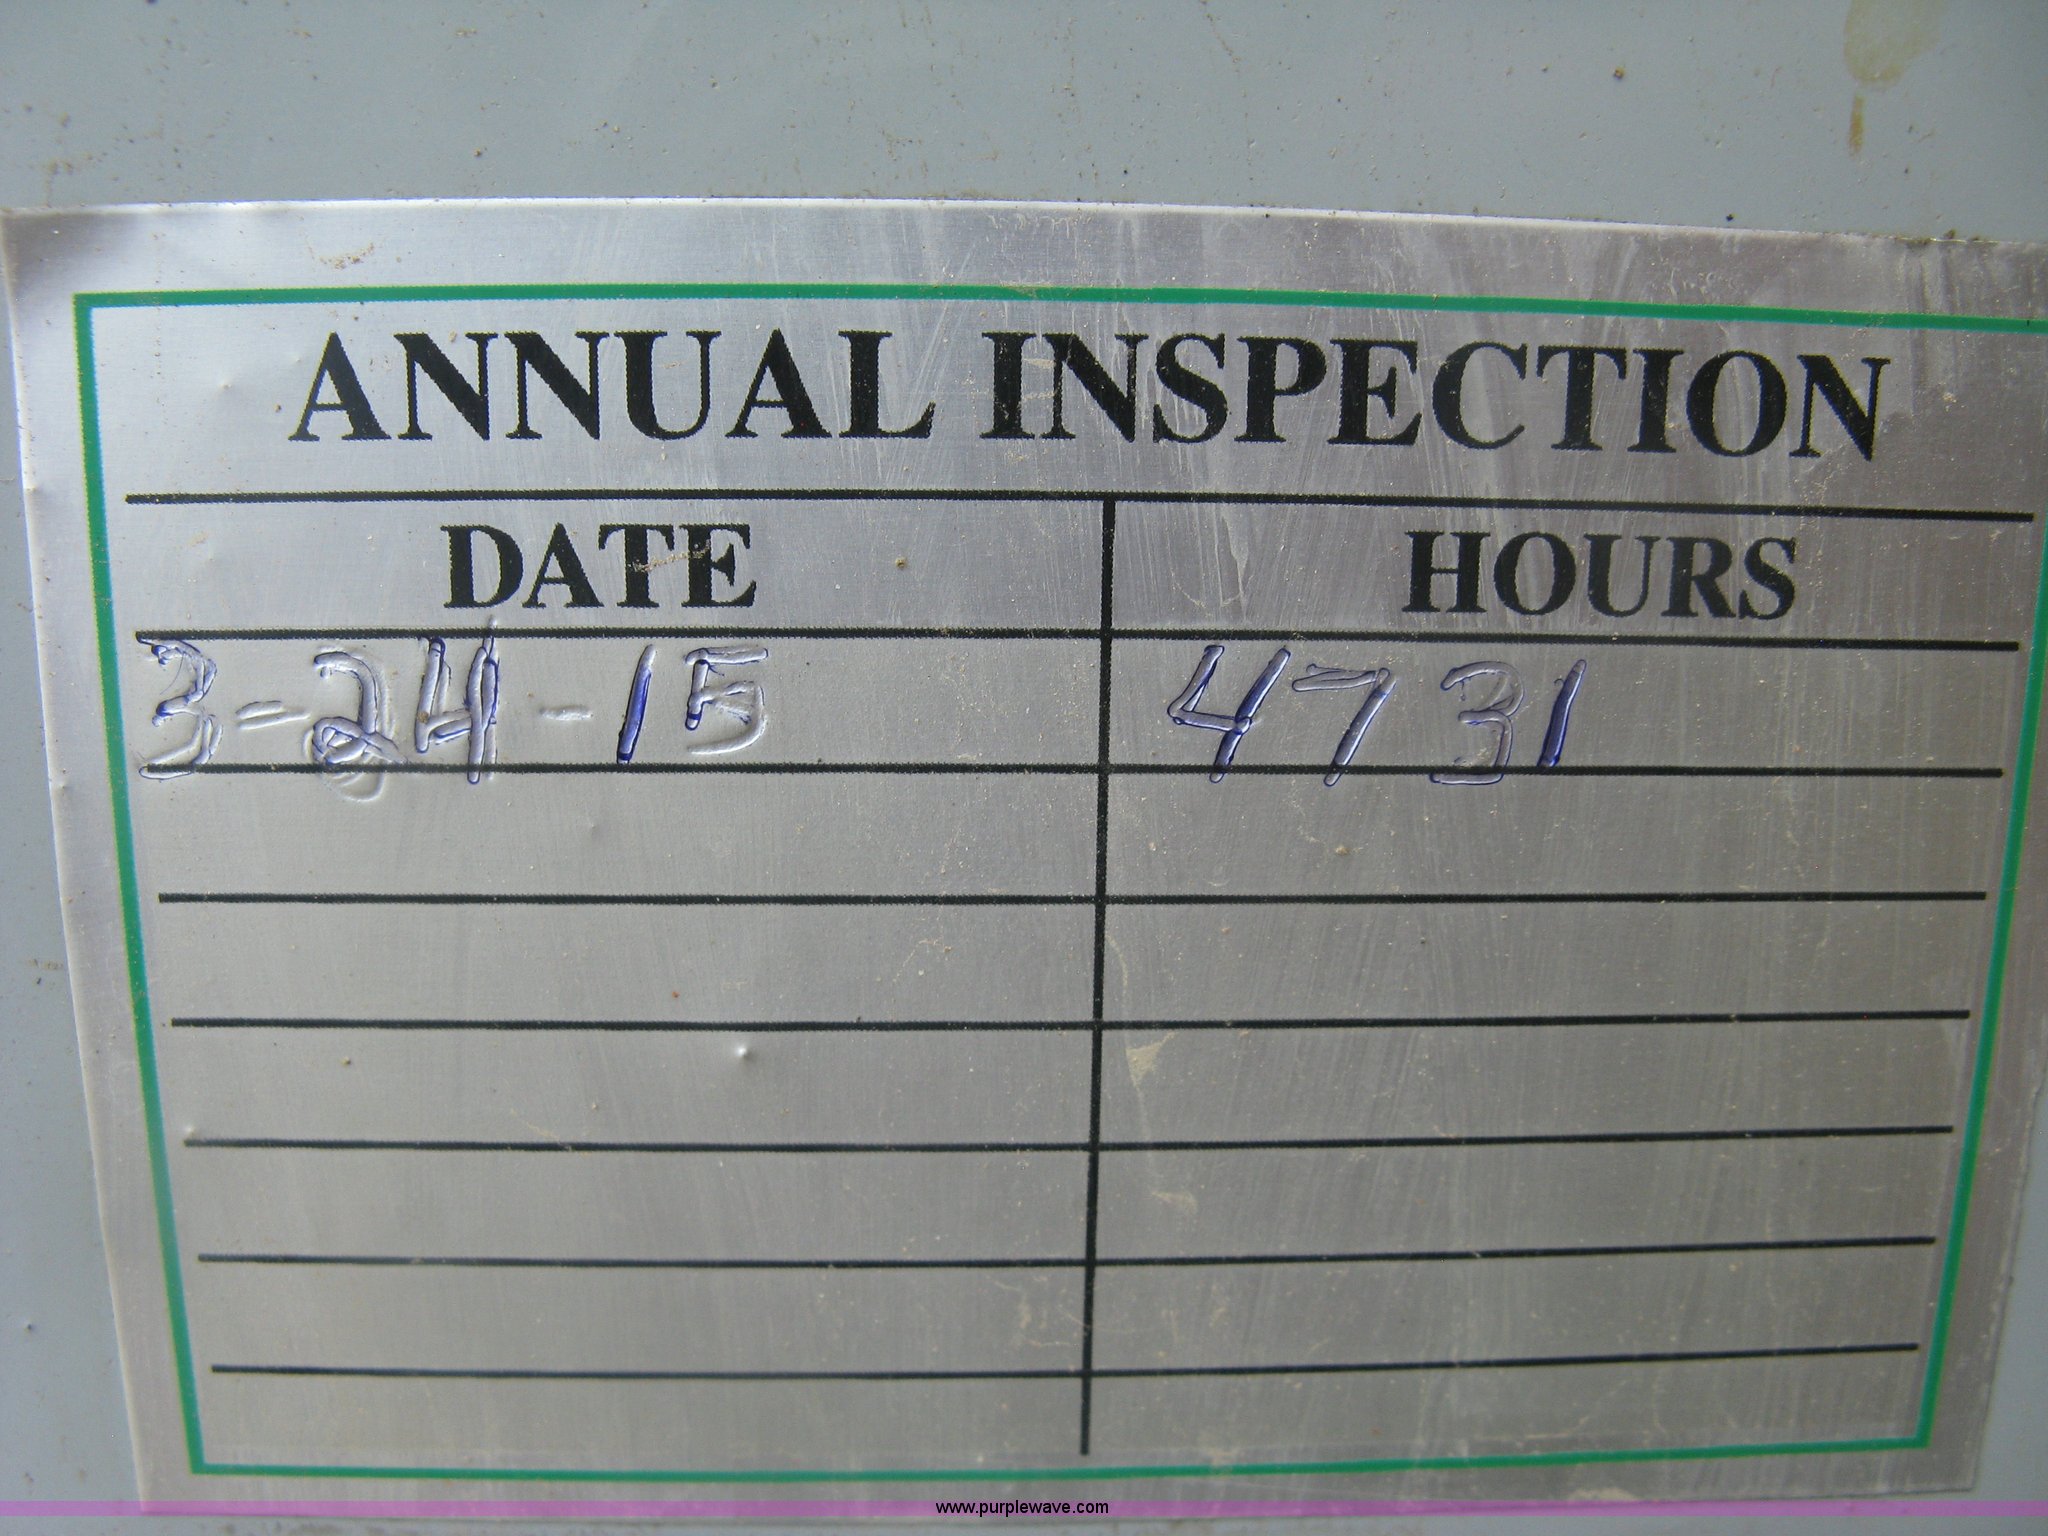 ANNUAL INSPECTION
DATE HOURS
3-24-15 4731
www.purplewave.com